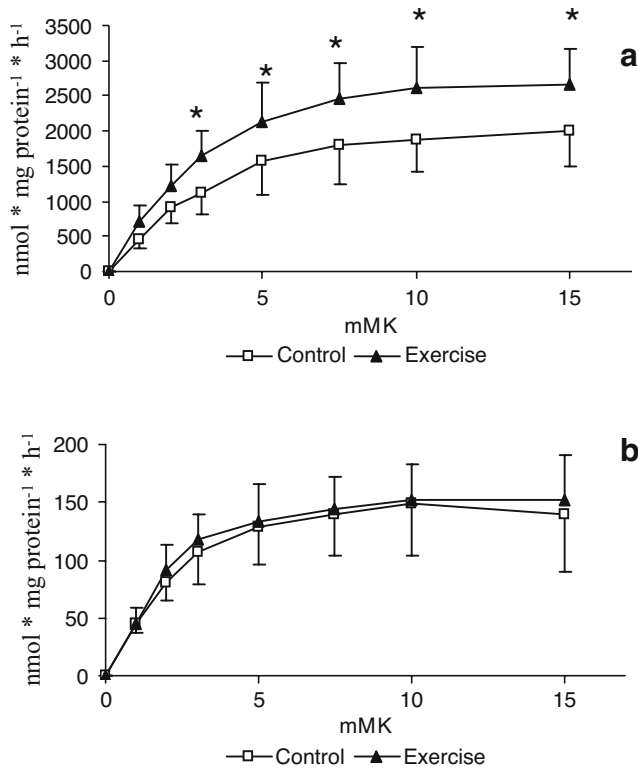 a
nmol * mg protein⁻¹ * h⁻¹
3500
3000
2500
2000
1500
1000
500
0
* * * * *
0 5 10 15
mMK
Control Exercise
b
nmol * mg protein⁻¹ * h⁻¹
200
150
100
50
0
0 5 10 15
mMK
Control Exercise